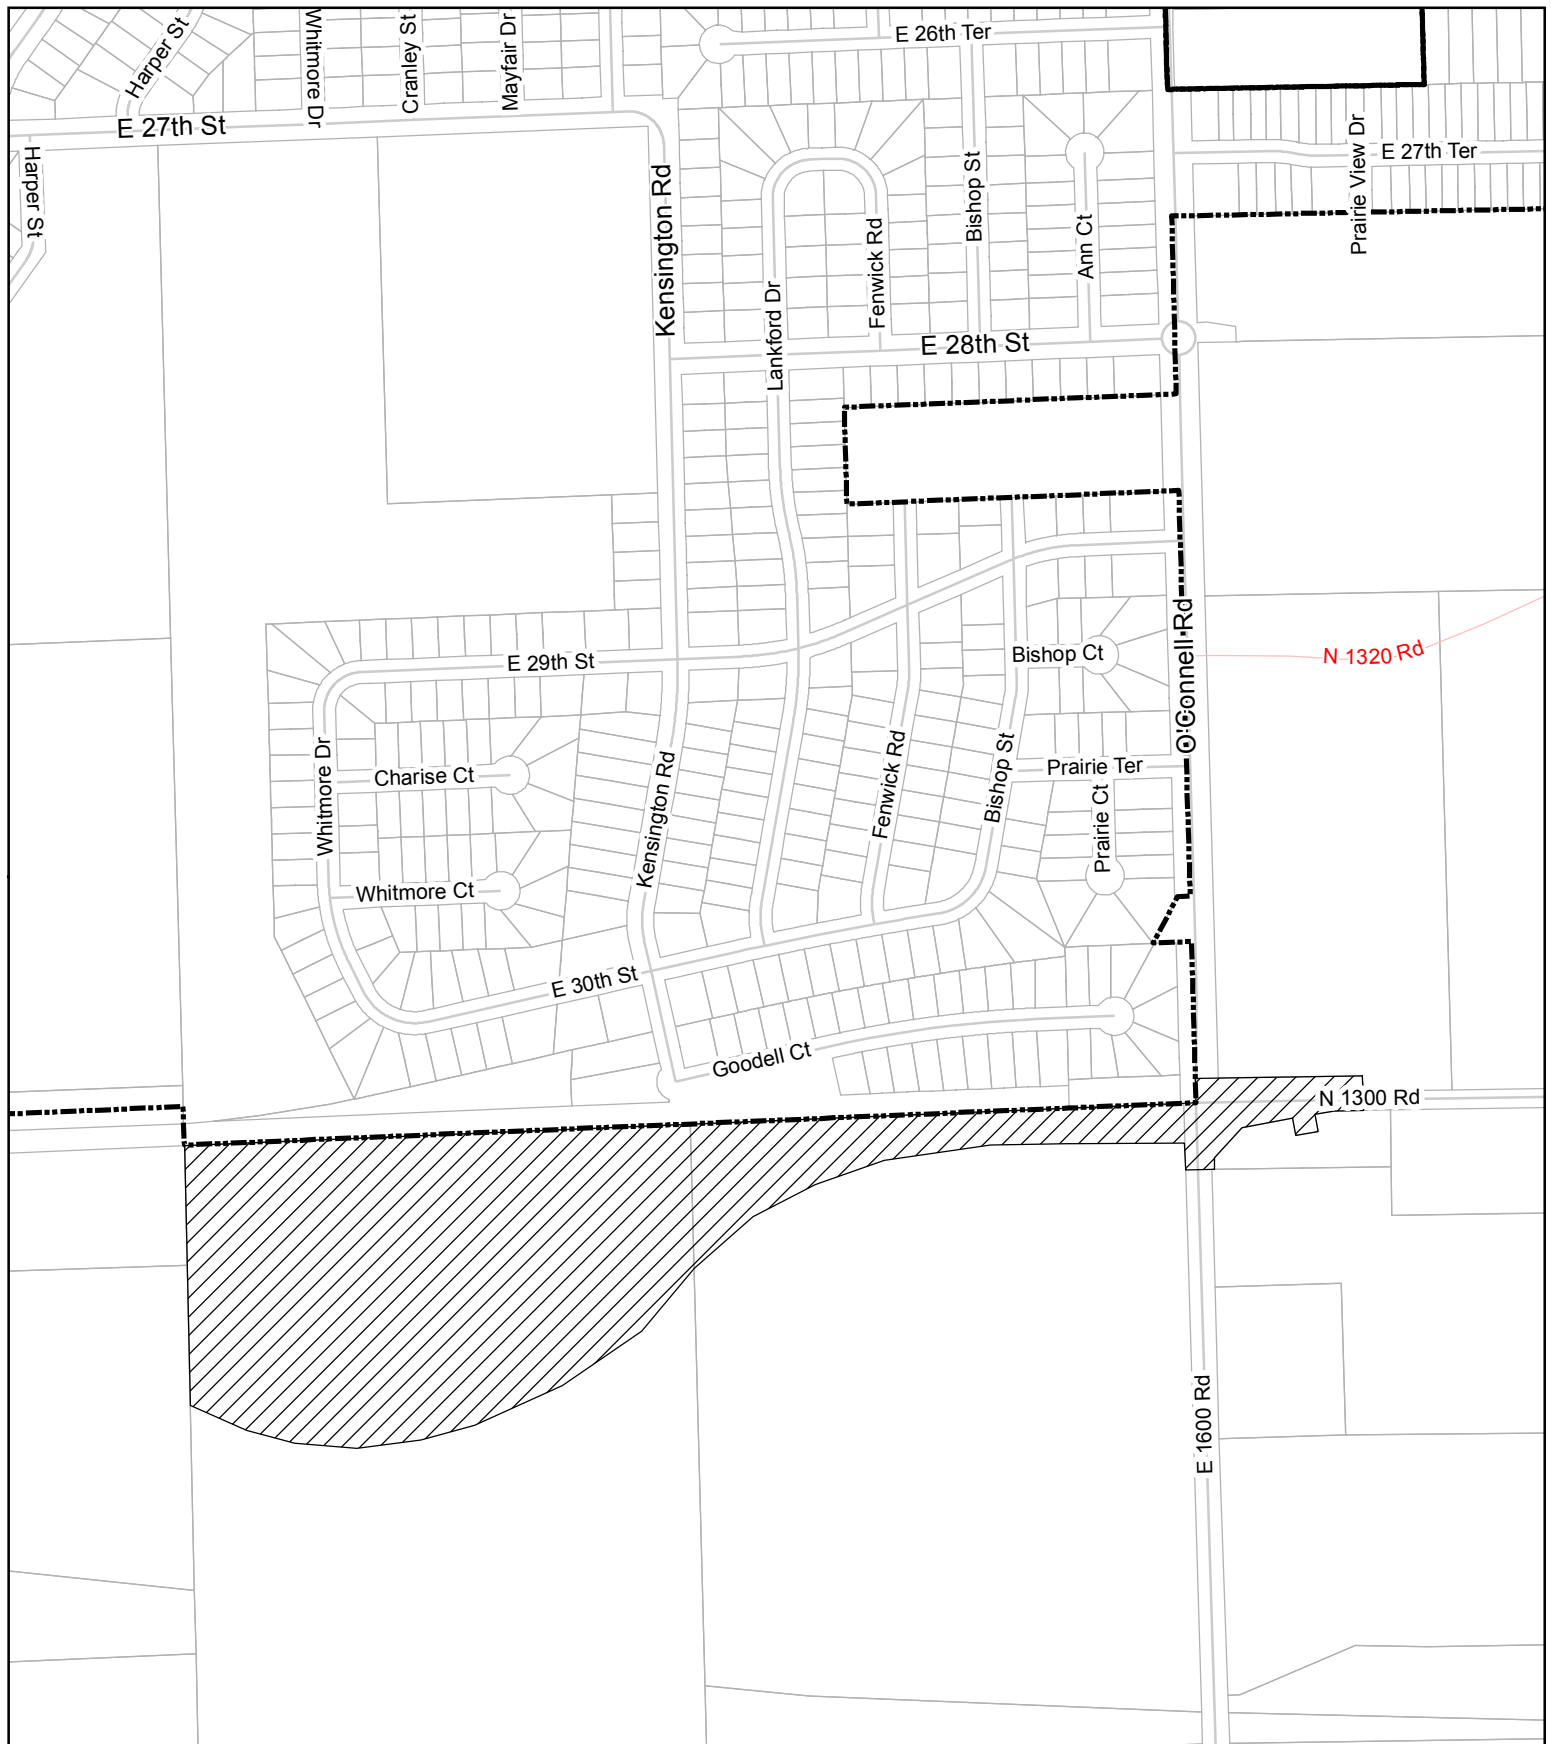 Harper St
Whitmore Dr
Cranley St
Mayfair Dr
E 26th Ter
E 27th St
Harper St
Kensington Rd
Bishop St
Prairie View Dr
E 27th Ter
Ann Ct
Fenwick Rd
Lankford Dr
E 28th St
E 29th St
Bishop Ct
O'Connell Rd
N 1320 Rd
Whitmore Dr
Charise Ct
Kensington Rd
Fenwick Rd
Bishop St
Prairie Ter
Prairie Ct
Whitmore Ct
E 30th St
Goodell Ct
N 1300 Rd
E 1600 Rd